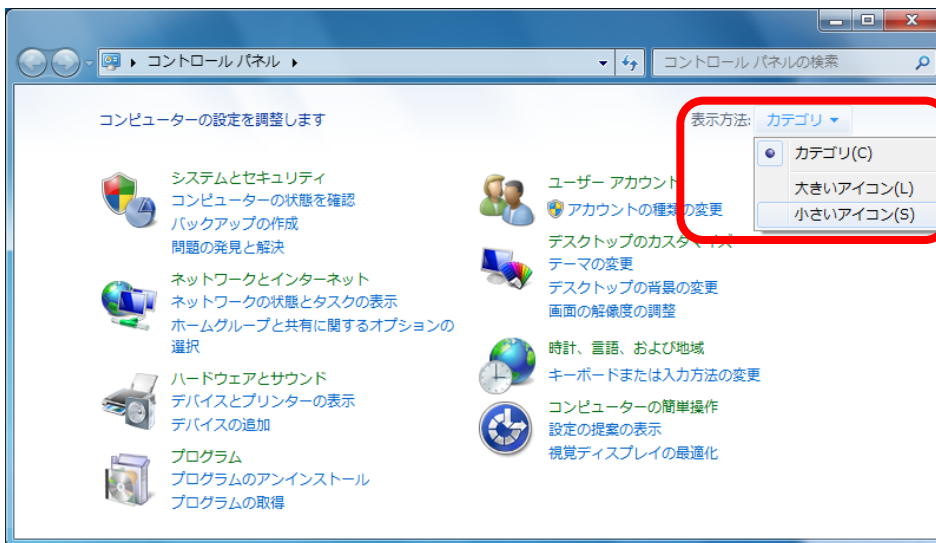 コントロール パネル
コントロール パネルの検索
コンピューターの設定を調整します
表示方法: カテゴリ
カテゴリ(C)
大きいアイコン(L)
小さいアイコン(S)
システムとセキュリティ
コンピューターの状態を確認
バックアップの作成
問題の発見と解決
ネットワークとインターネット
ネットワークの状態とタスクの表示
ホームグループと共有に関するオプションの
選択
ハードウェアとサウンド
デバイスとプリンターの表示
デバイスの追加
プログラム
プログラムのアンインストール
プログラムの取得
ユーザー アカウント
アカウントの種類の変更
デスクトップのカスタマイズ
テーマの変更
デスクトップの背景の変更
画面の解像度の調整
時計、言語、および地域
キーボードまたは入力方法の変更
コンピューターの簡単操作
設定の提案の表示
視覚ディスプレイの最適化